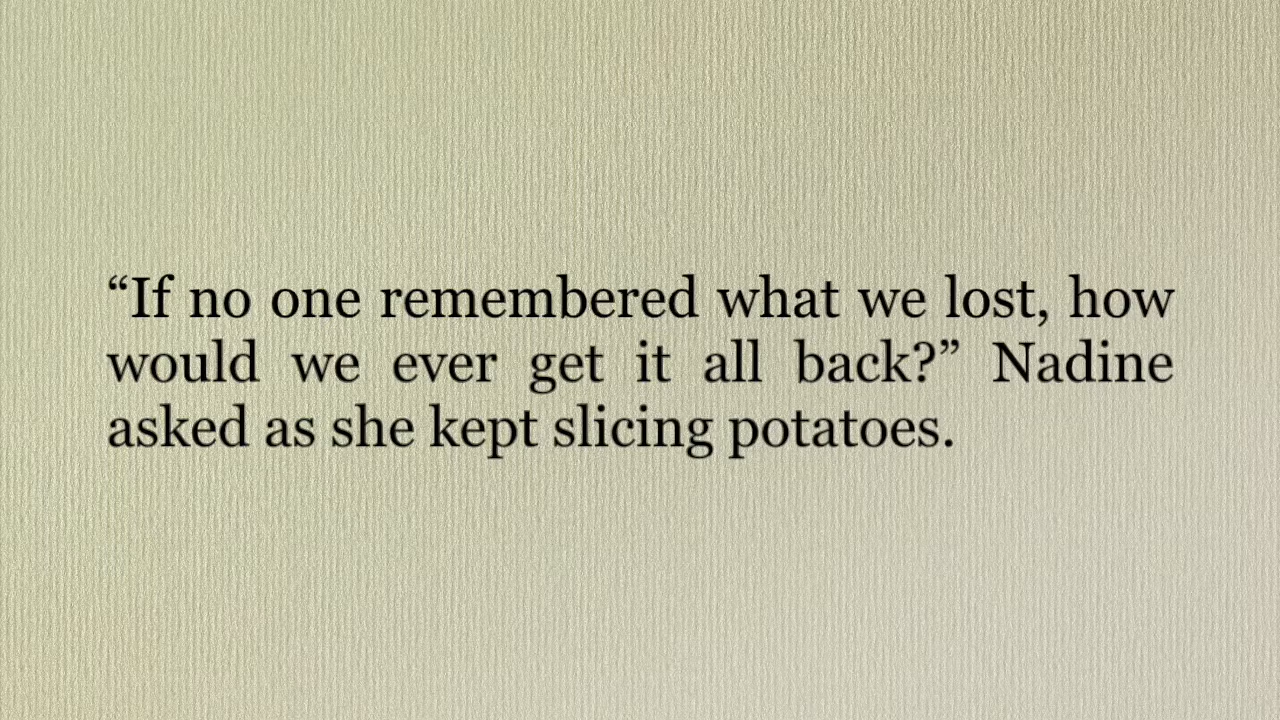 “If no one remembered what we lost, how
would we ever get it all back?” Nadine
asked as she kept slicing potatoes.